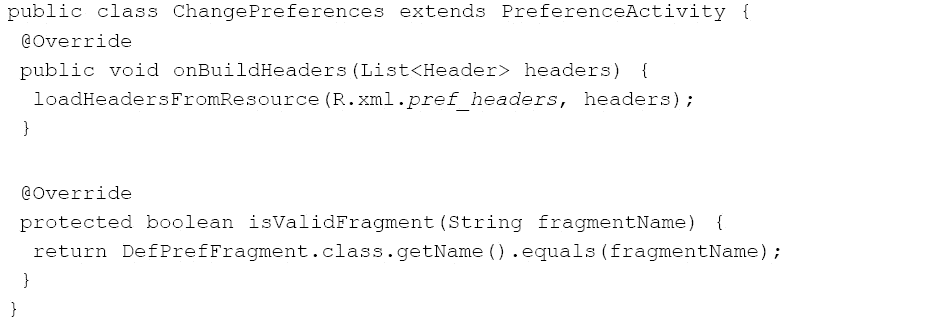 public class ChangePreferences extends PreferenceActivity {
@Override
public void onBuildHeaders(List<Header> headers) {
loadHeadersFromResource(R.xml.pref_headers, headers);
}
@Override
protected boolean isValidFragment(String fragmentName) {
return DefPrefFragment.class.getName().equals(fragmentName);
}
}